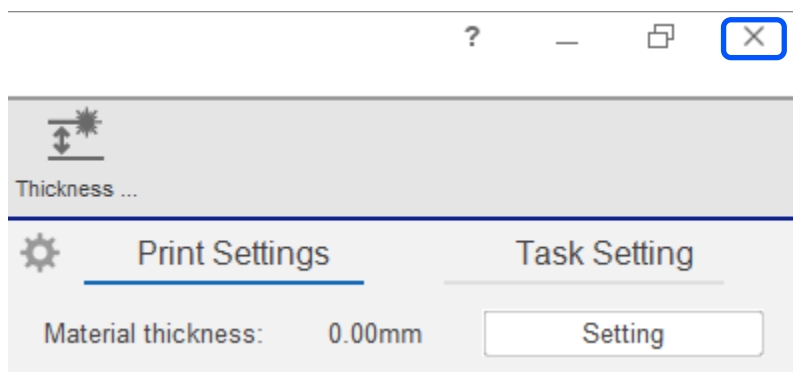 ?
Thickness ...
Print Settings Task Setting
Material thickness: 0.00mm Setting